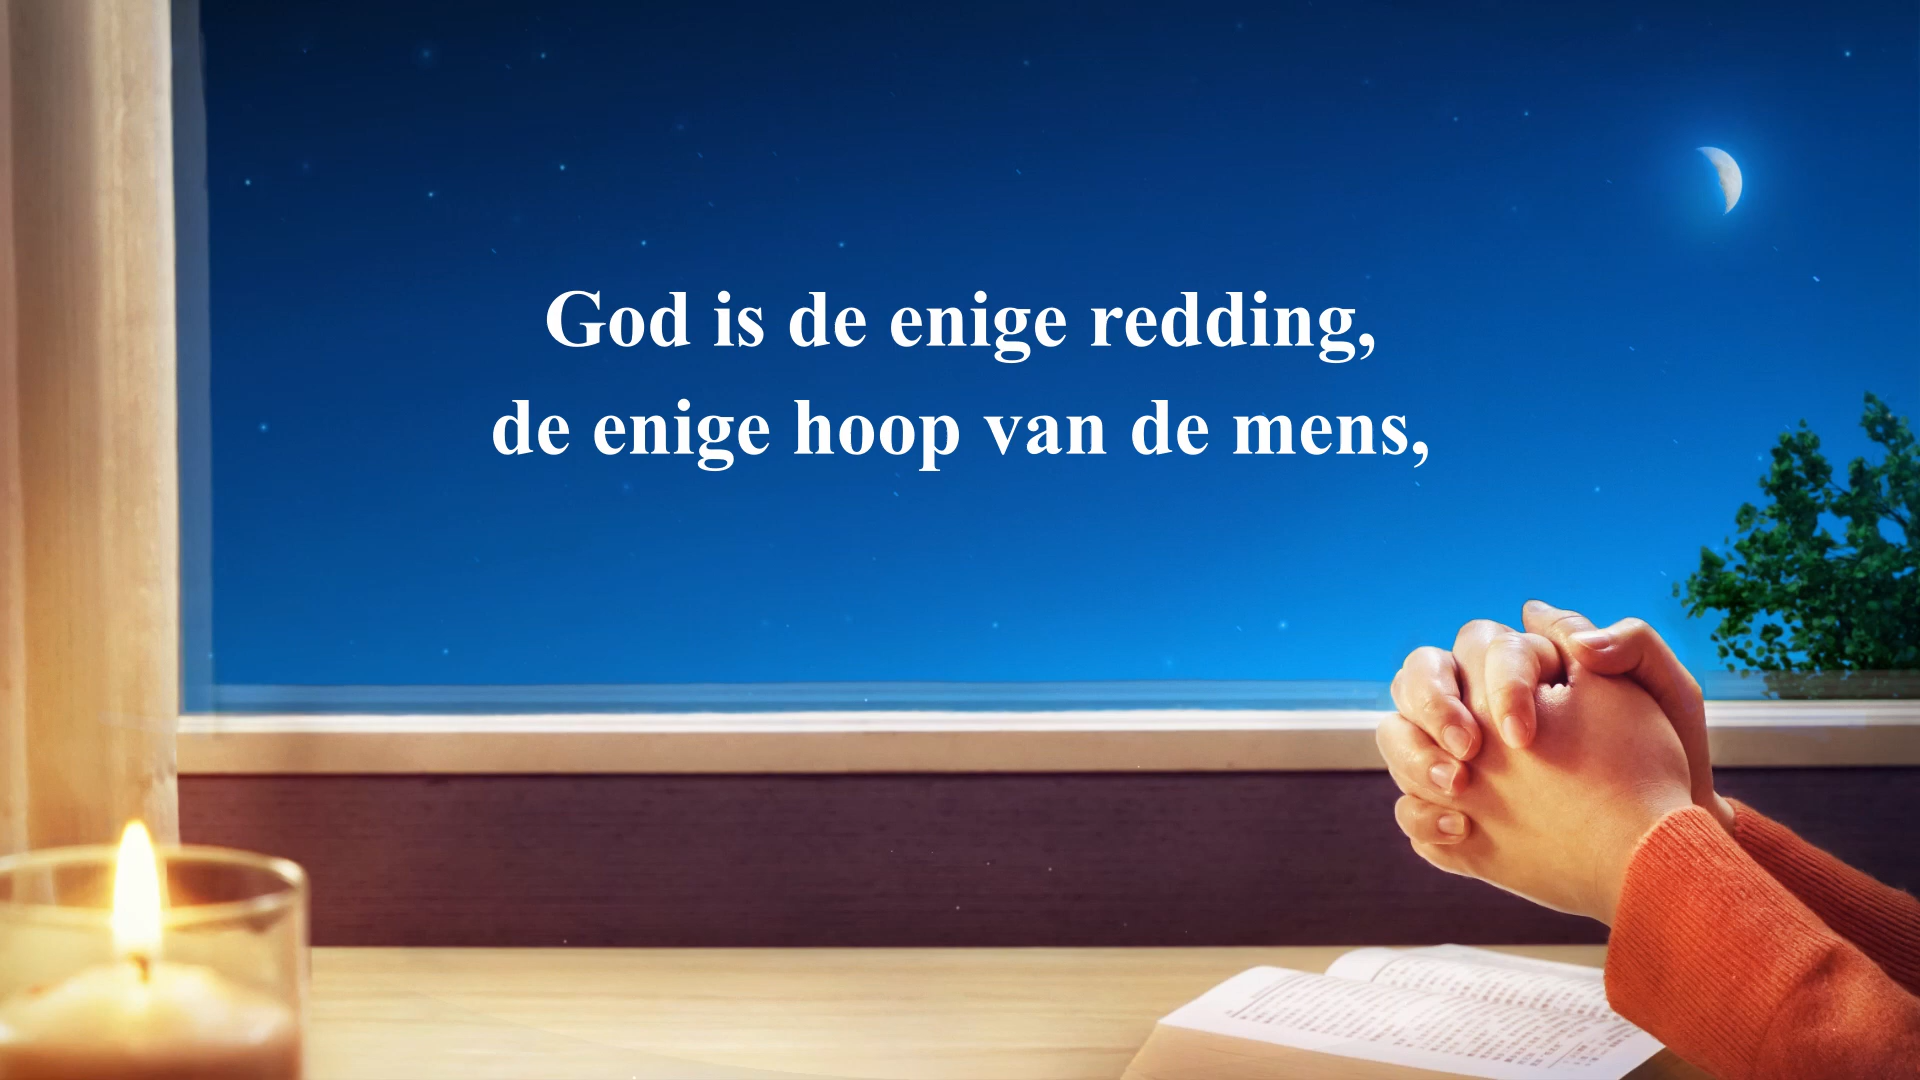 God is de enige redding,
de enige hoop van de mens,